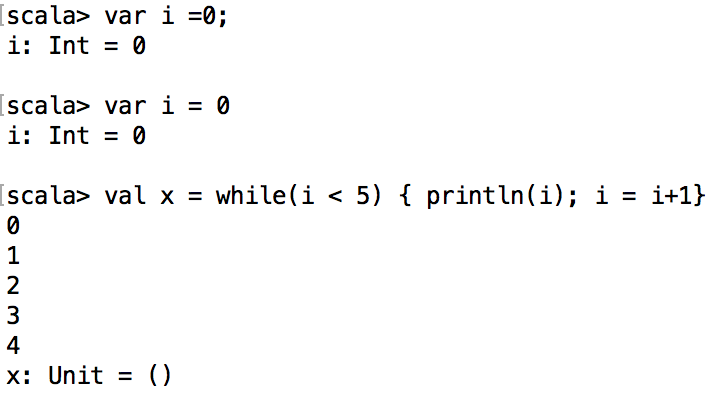 [scala> var i =0;
i: Int = 0
[scala> var i = 0
i: Int = 0
[scala> val x = while(i < 5) { println(i); i = i+1}
0
1
2
3
4
x: Unit = ()